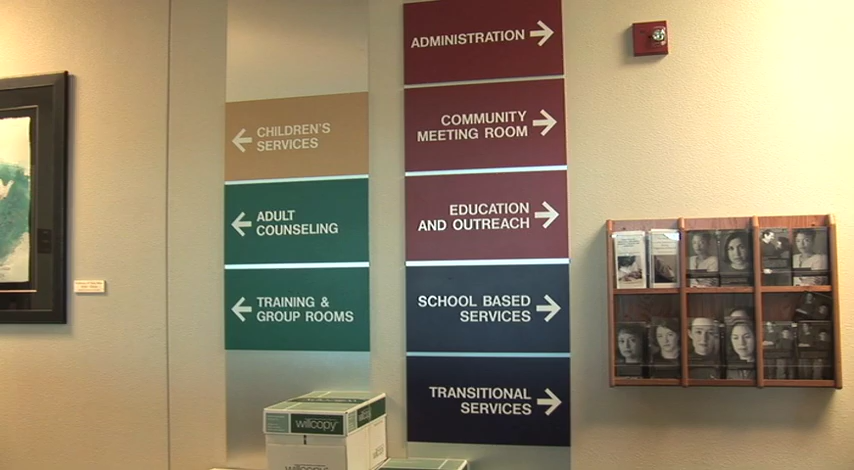 CHILDREN'S
SERVICES
ADULT
COUNSELING
TRAINING &
GROUP ROOMS
ADMINISTRATION
COMMUNITY
MEETING ROOM
EDUCATION
AND OUTREACH
SCHOOL BASED
SERVICES
TRANSITIONAL
SERVICES
willcopy
willcopy